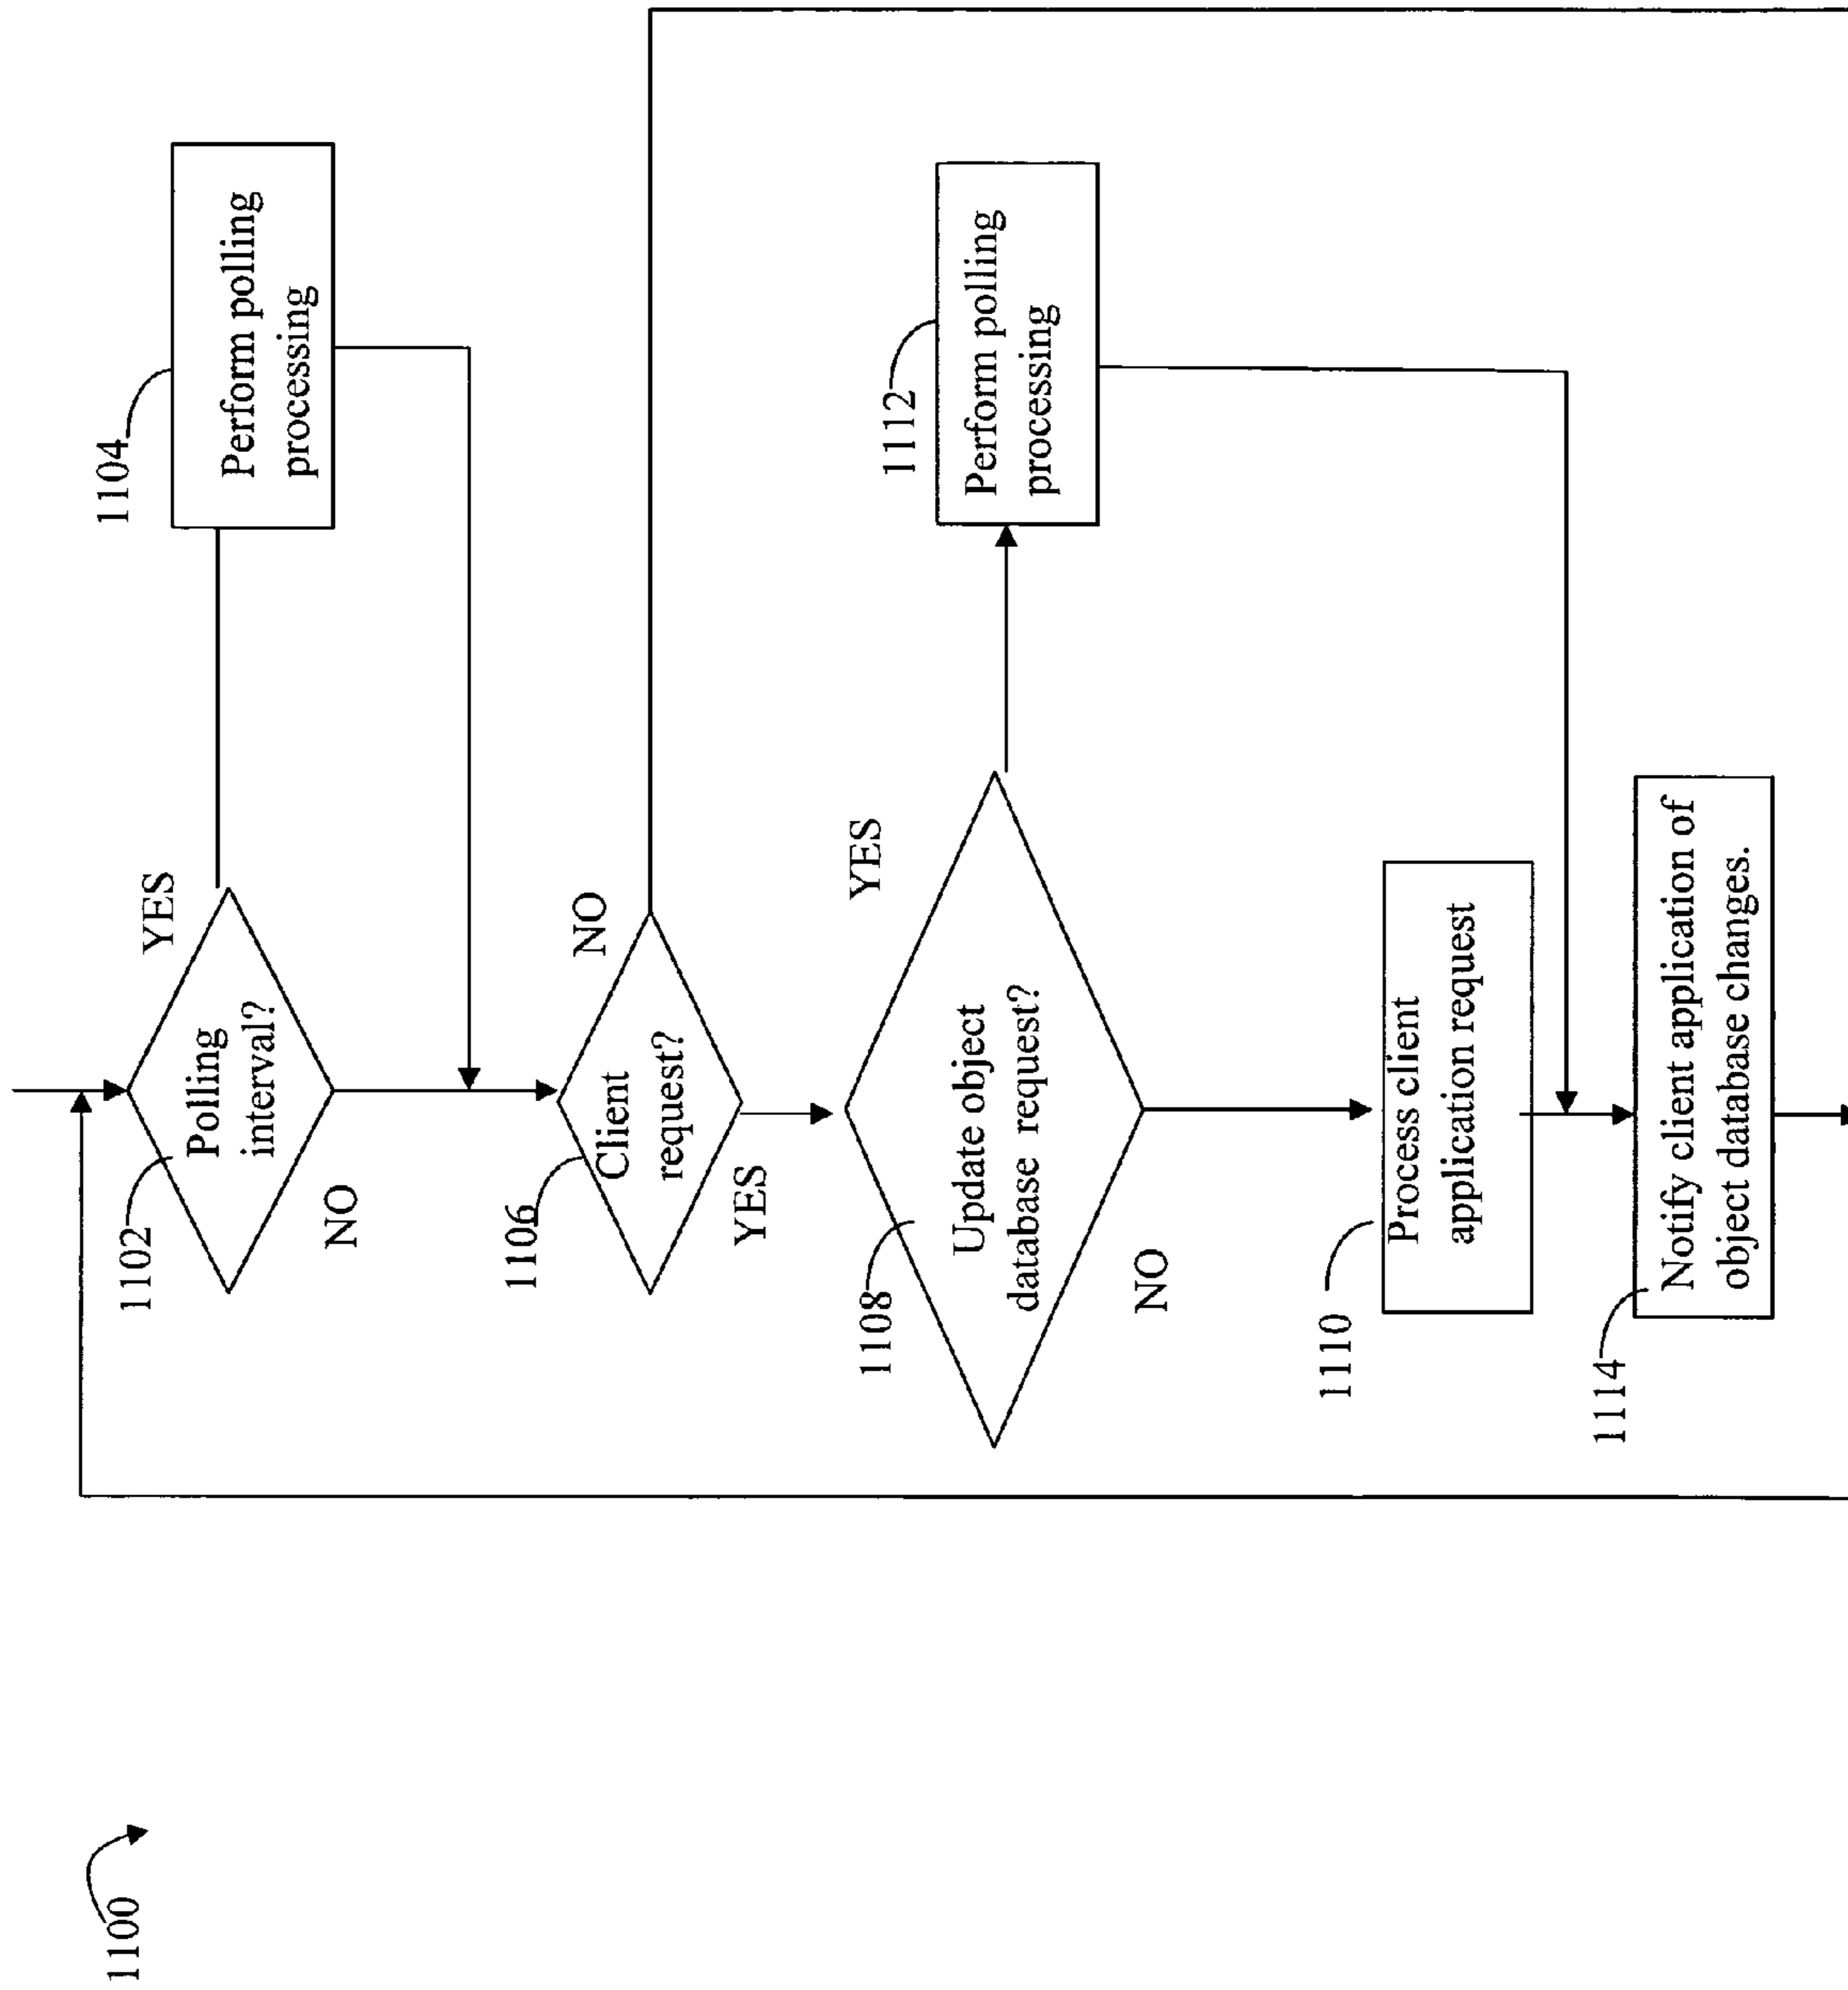 1100
1102
Polling
interval?
YES
NO
1104
Perform polling
processing
1106
Client
request?
NO
YES
1108
Update object
database request?
YES
NO
1112
Perform polling
processing
1110
Process client
application request
1114
Notify client application of
object database changes.